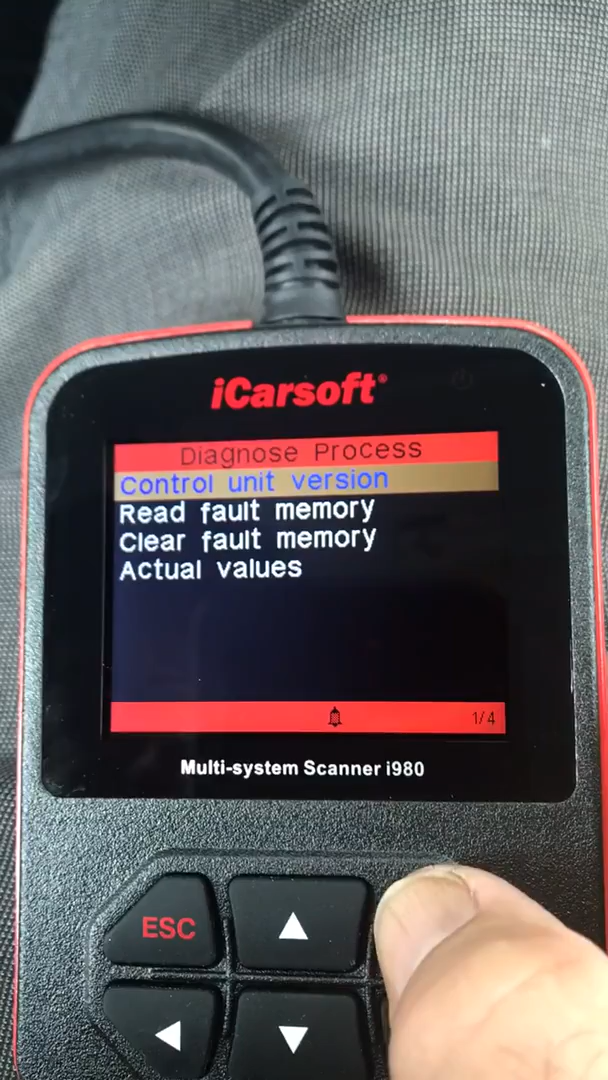 iCarsoft®
Diagnose Process
Control unit version
Read fault memory
Clear fault memory
Actual values
1/4
Multi-system Scanner i980
ESC